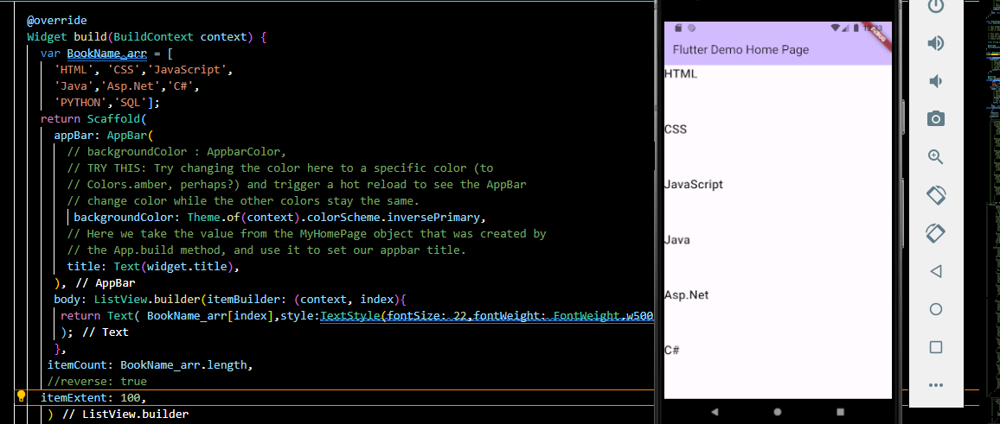 @override
Widget build(BuildContext context) {
var BookName_arr = [
'HTML', 'CSS','JavaScript',
'Java','Asp.Net','C#',
'PYTHON','SQL'];
return Scaffold(
appBar: AppBar(
// backgroundColor : AppbarColor,
// TRY THIS: Try changing the color here to a specific color (to
// Colors.amber, perhaps?) and trigger a hot reload to see the AppBar
// change color while the other colors stay the same.
backgroundColor: Theme.of(context).colorScheme.inversePrimary,
// Here we take the value from the MyHomePage object that was created by
// the App.build method, and use it to set our appbar title.
title: Text(widget.title),
), // AppBar
body: ListView.builder(itemBuilder: (context, index){
return Text( BookName_arr[index],style:TextStyle(fontSize: 22,fontWeight: FontWeight.w500
); // Text
},
itemCount: BookName_arr.length,
//reverse: true
itemExtent: 100,
) // ListView.builder
Flutter Demo Home Page
HTML
CSS
JavaScript
Java
Asp.Net
C#